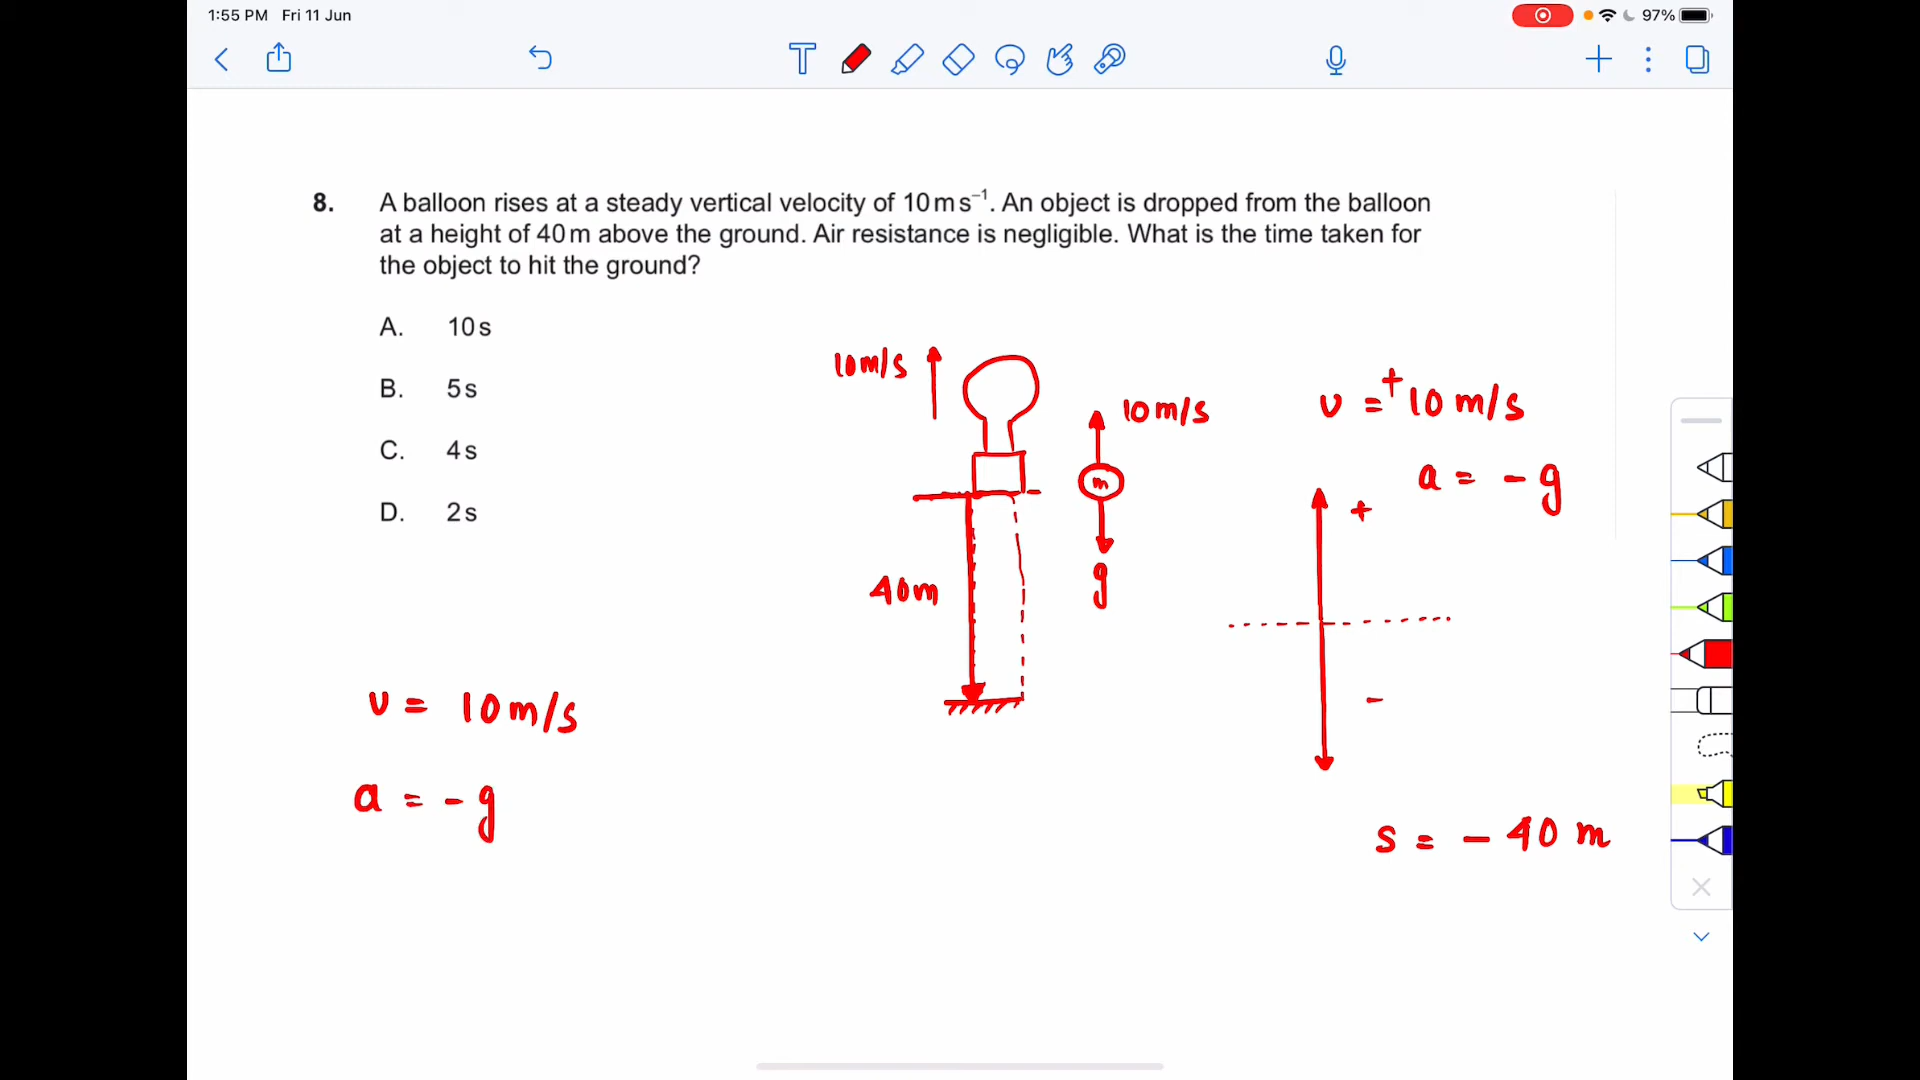 1:55 PM Fri 11 Jun
97%
T
8. A balloon rises at a steady vertical velocity of 10 m s⁻¹. An object is dropped from the balloon
at a height of 40 m above the ground. Air resistance is negligible. What is the time taken for
the object to hit the ground?
A. 10 s
B. 5 s
C. 4 s
D. 2 s
10m/s
10m/s
m
g
40m
v = +10 m/s
a = - g
+
-
v = 10 m/s
a = - g
s = - 40 m